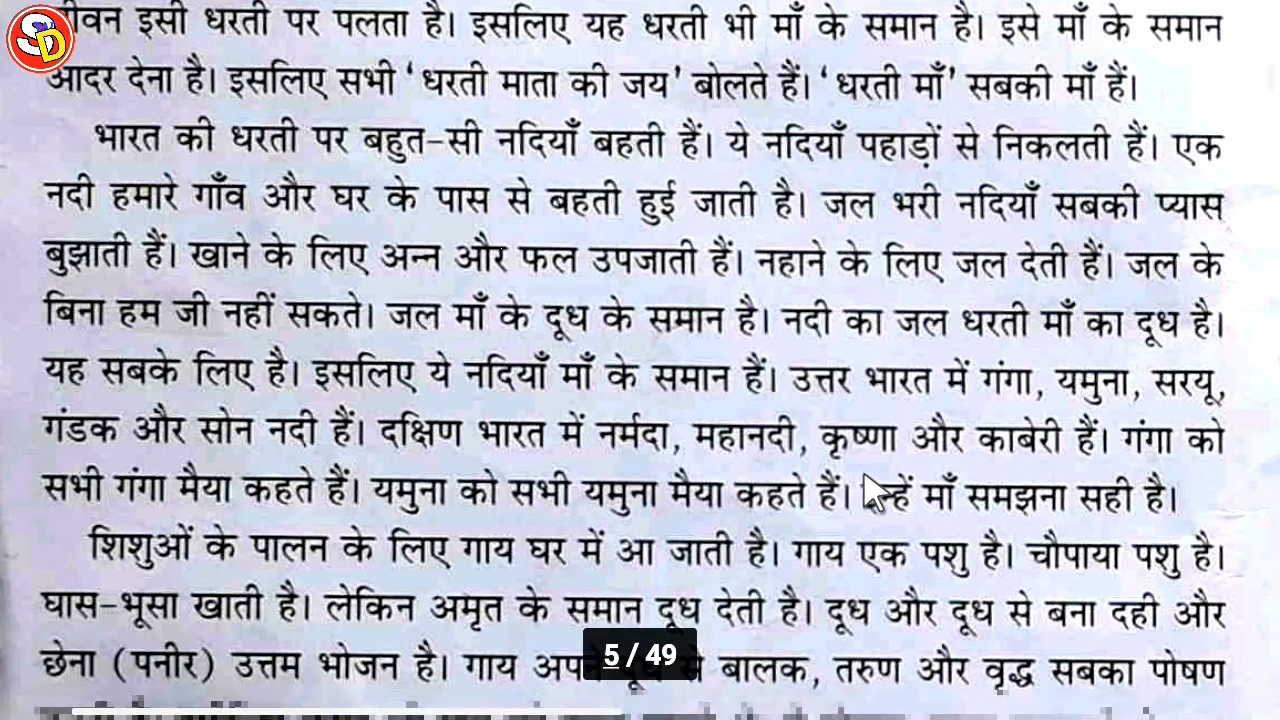 SD
जीवन इसी धरती पर पलता है। इसलिए यह धरती भी माँ के समान है। इसे माँ के समान
आदर देना है। इसलिए सभी ‘धरती माता की जय’ बोलते हैं। ‘धरती माँ’ सबकी माँ हैं।
भारत की धरती पर बहुत-सी नदियाँ बहती हैं। ये नदियाँ पहाड़ों से निकलती हैं। एक
नदी हमारे गाँव और घर के पास से बहती हुई जाती है। जल भरी नदियाँ सबकी प्यास
बुझाती हैं। खाने के लिए अन्न और फल उपजाती हैं। नहाने के लिए जल देती हैं। जल के
बिना हम जी नहीं सकते। जल माँ के दूध के समान है। नदी का जल धरती माँ का दूध है।
यह सबके लिए है। इसलिए ये नदियाँ माँ के समान हैं। उत्तर भारत में गंगा, यमुना, सरयू,
गंडक और सोन नदी हैं। दक्षिण भारत में नर्मदा, महानदी, कृष्णा और काबेरी हैं। गंगा को
सभी गंगा मैया कहते हैं। यमुना को सभी यमुना मैया कहते हैं। इन्हें माँ समझना सही है।
शिशुओं के पालन के लिए गाय घर में आ जाती है। गाय एक पशु है। चौपाया पशु है।
घास-भूसा खाती है। लेकिन अमृत के समान दूध देती है। दूध और दूध से बना दही और
छेना (पनीर) उत्तम भोजन है। गाय अपने दूध से बालक, तरुण और वृद्ध सबका पोषण
5 / 49